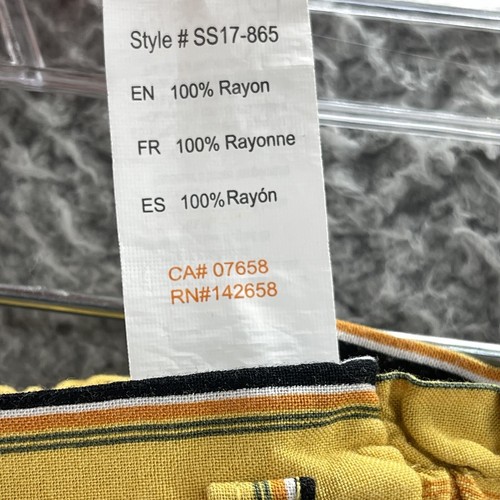 Style # SS17-865
EN 100% Rayon
FR 100% Rayonne
ES 100% Rayón
CA# 07658
RN#142658